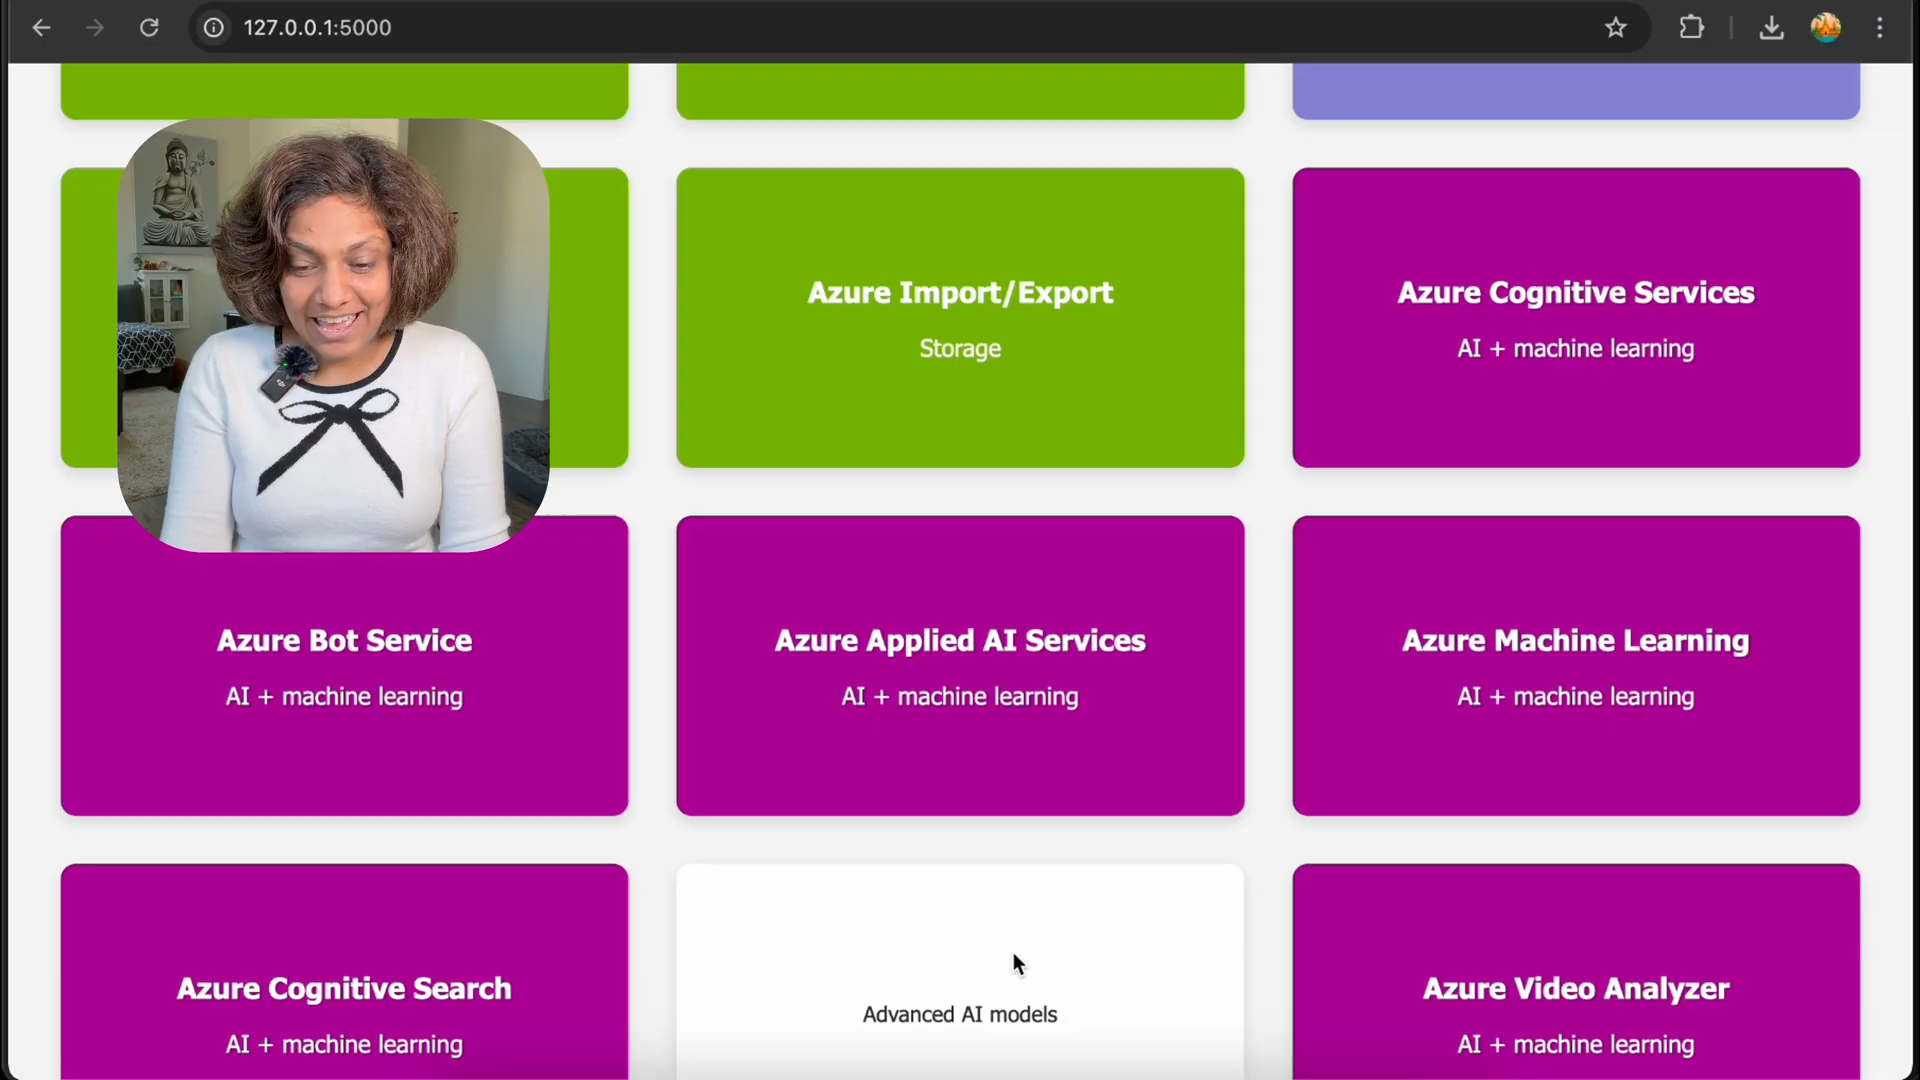 127.0.0.1:5000
Azure Import/Export
Storage
Azure Cognitive Services
AI + machine learning
Azure Bot Service
AI + machine learning
Azure Applied AI Services
AI + machine learning
Azure Machine Learning
AI + machine learning
Azure Cognitive Search
AI + machine learning
Advanced AI models
Azure Video Analyzer
AI + machine learning